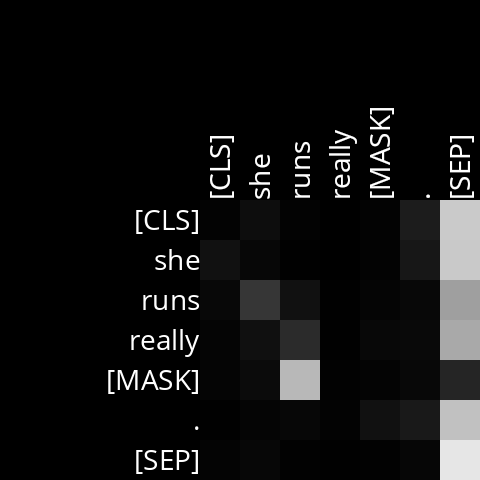 [CLS] she runs really [MASK] . [SEP]
[CLS]
she
runs
really
[MASK]
.
[SEP]